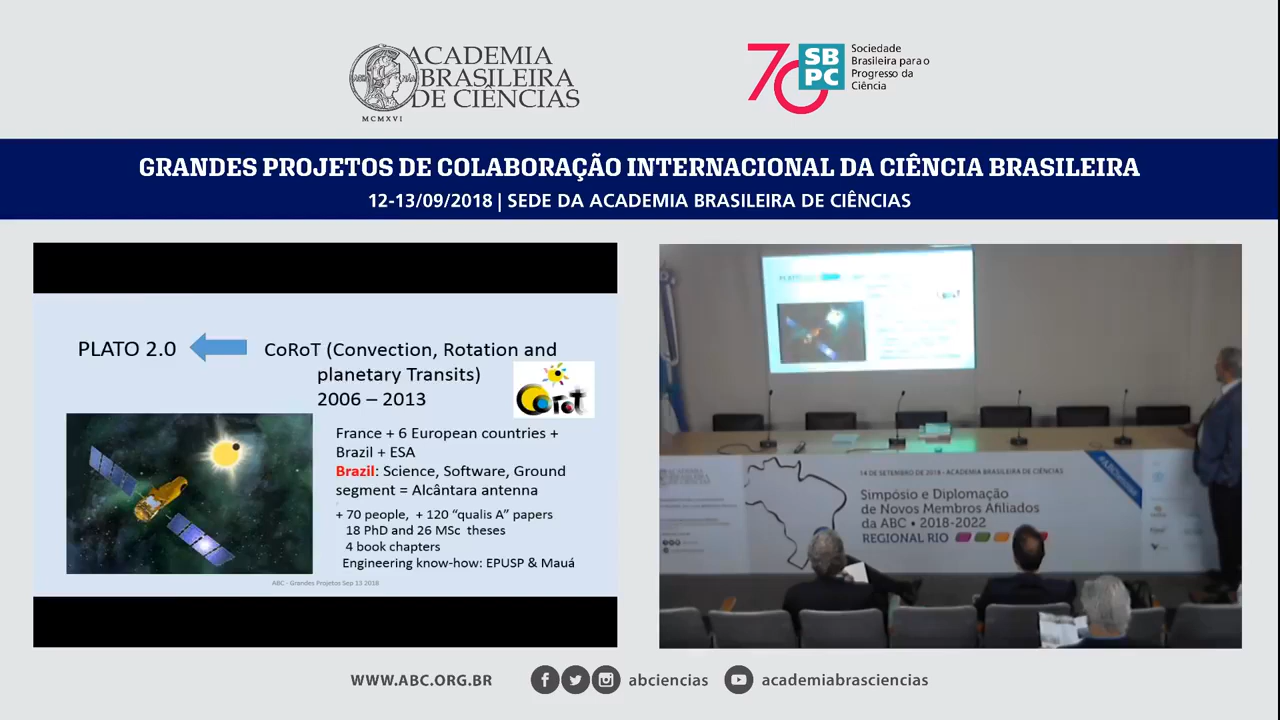 ACADEMIA
BRASILEIRA
DE CIÊNCIAS
MCMXVI
70
SB
PC
Sociedade
Brasileira para o
Progresso da
Ciência
GRANDES PROJETOS DE COLABORAÇÃO INTERNACIONAL DA CIÊNCIA BRASILEIRA
12-13/09/2018 | SEDE DA ACADEMIA BRASILEIRA DE CIÊNCIAS
PLATO 2.0
CoRoT (Convection, Rotation and
planetary Transits)
2006 – 2013
CoRoT
France + 6 European countries +
Brazil + ESA
Brazil: Science, Software, Ground
segment = Alcântara antenna
+ 70 people, + 120 “qualis A” papers
18 PhD and 26 MSc theses
4 book chapters
Engineering know-how: EPUSP & Mauá
ABC - Grandes Projetos Sep 13 2018
14 DE SETEMBRO DE 2018 - ACADEMIA BRASILEIRA DE CIÊNCIAS
Simpósio e Diplomação
de Novos Membros Afiliados
da ABC • 2018-2022
REGIONAL RIO
WWW.ABC.ORG.BR
abciencias
academiabrasciencias